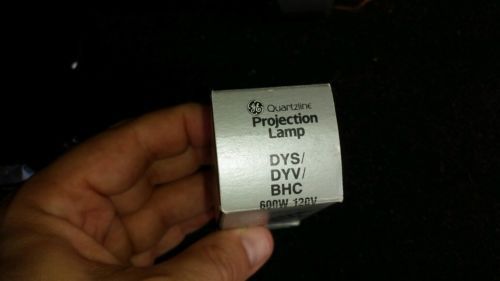 GE Quartzline
Projection
Lamp
DYS/
DYV/
BHC
600W 120V